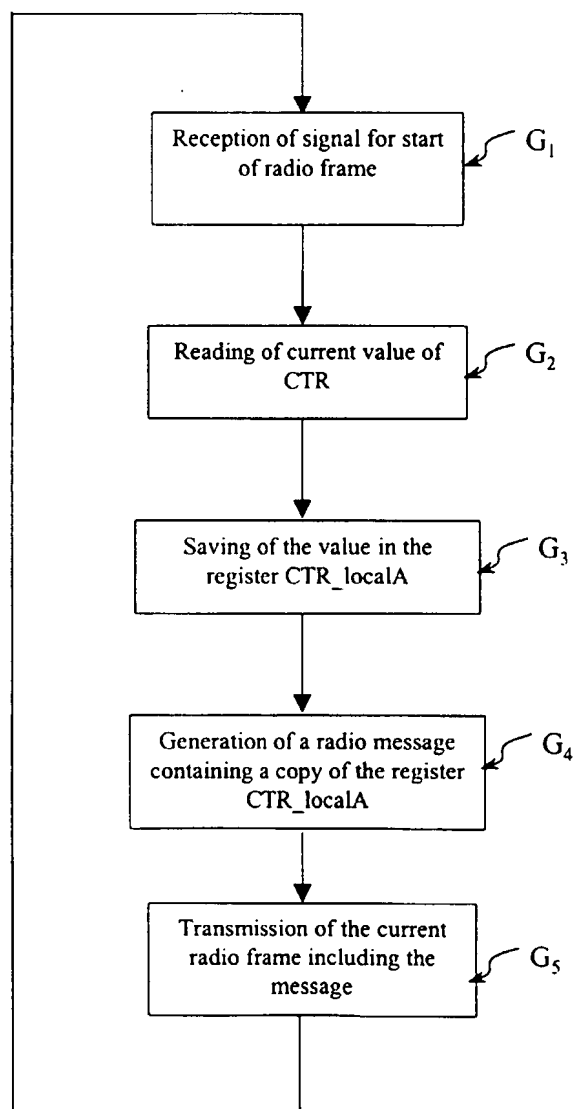 Reception of signal for start
of radio frame
G1
Reading of current value of
CTR
G2
Saving of the value in the
register CTR_localA
G3
Generation of a radio message
containing a copy of the register
CTR_localA
G4
Transmission of the current
radio frame including the
message
G5